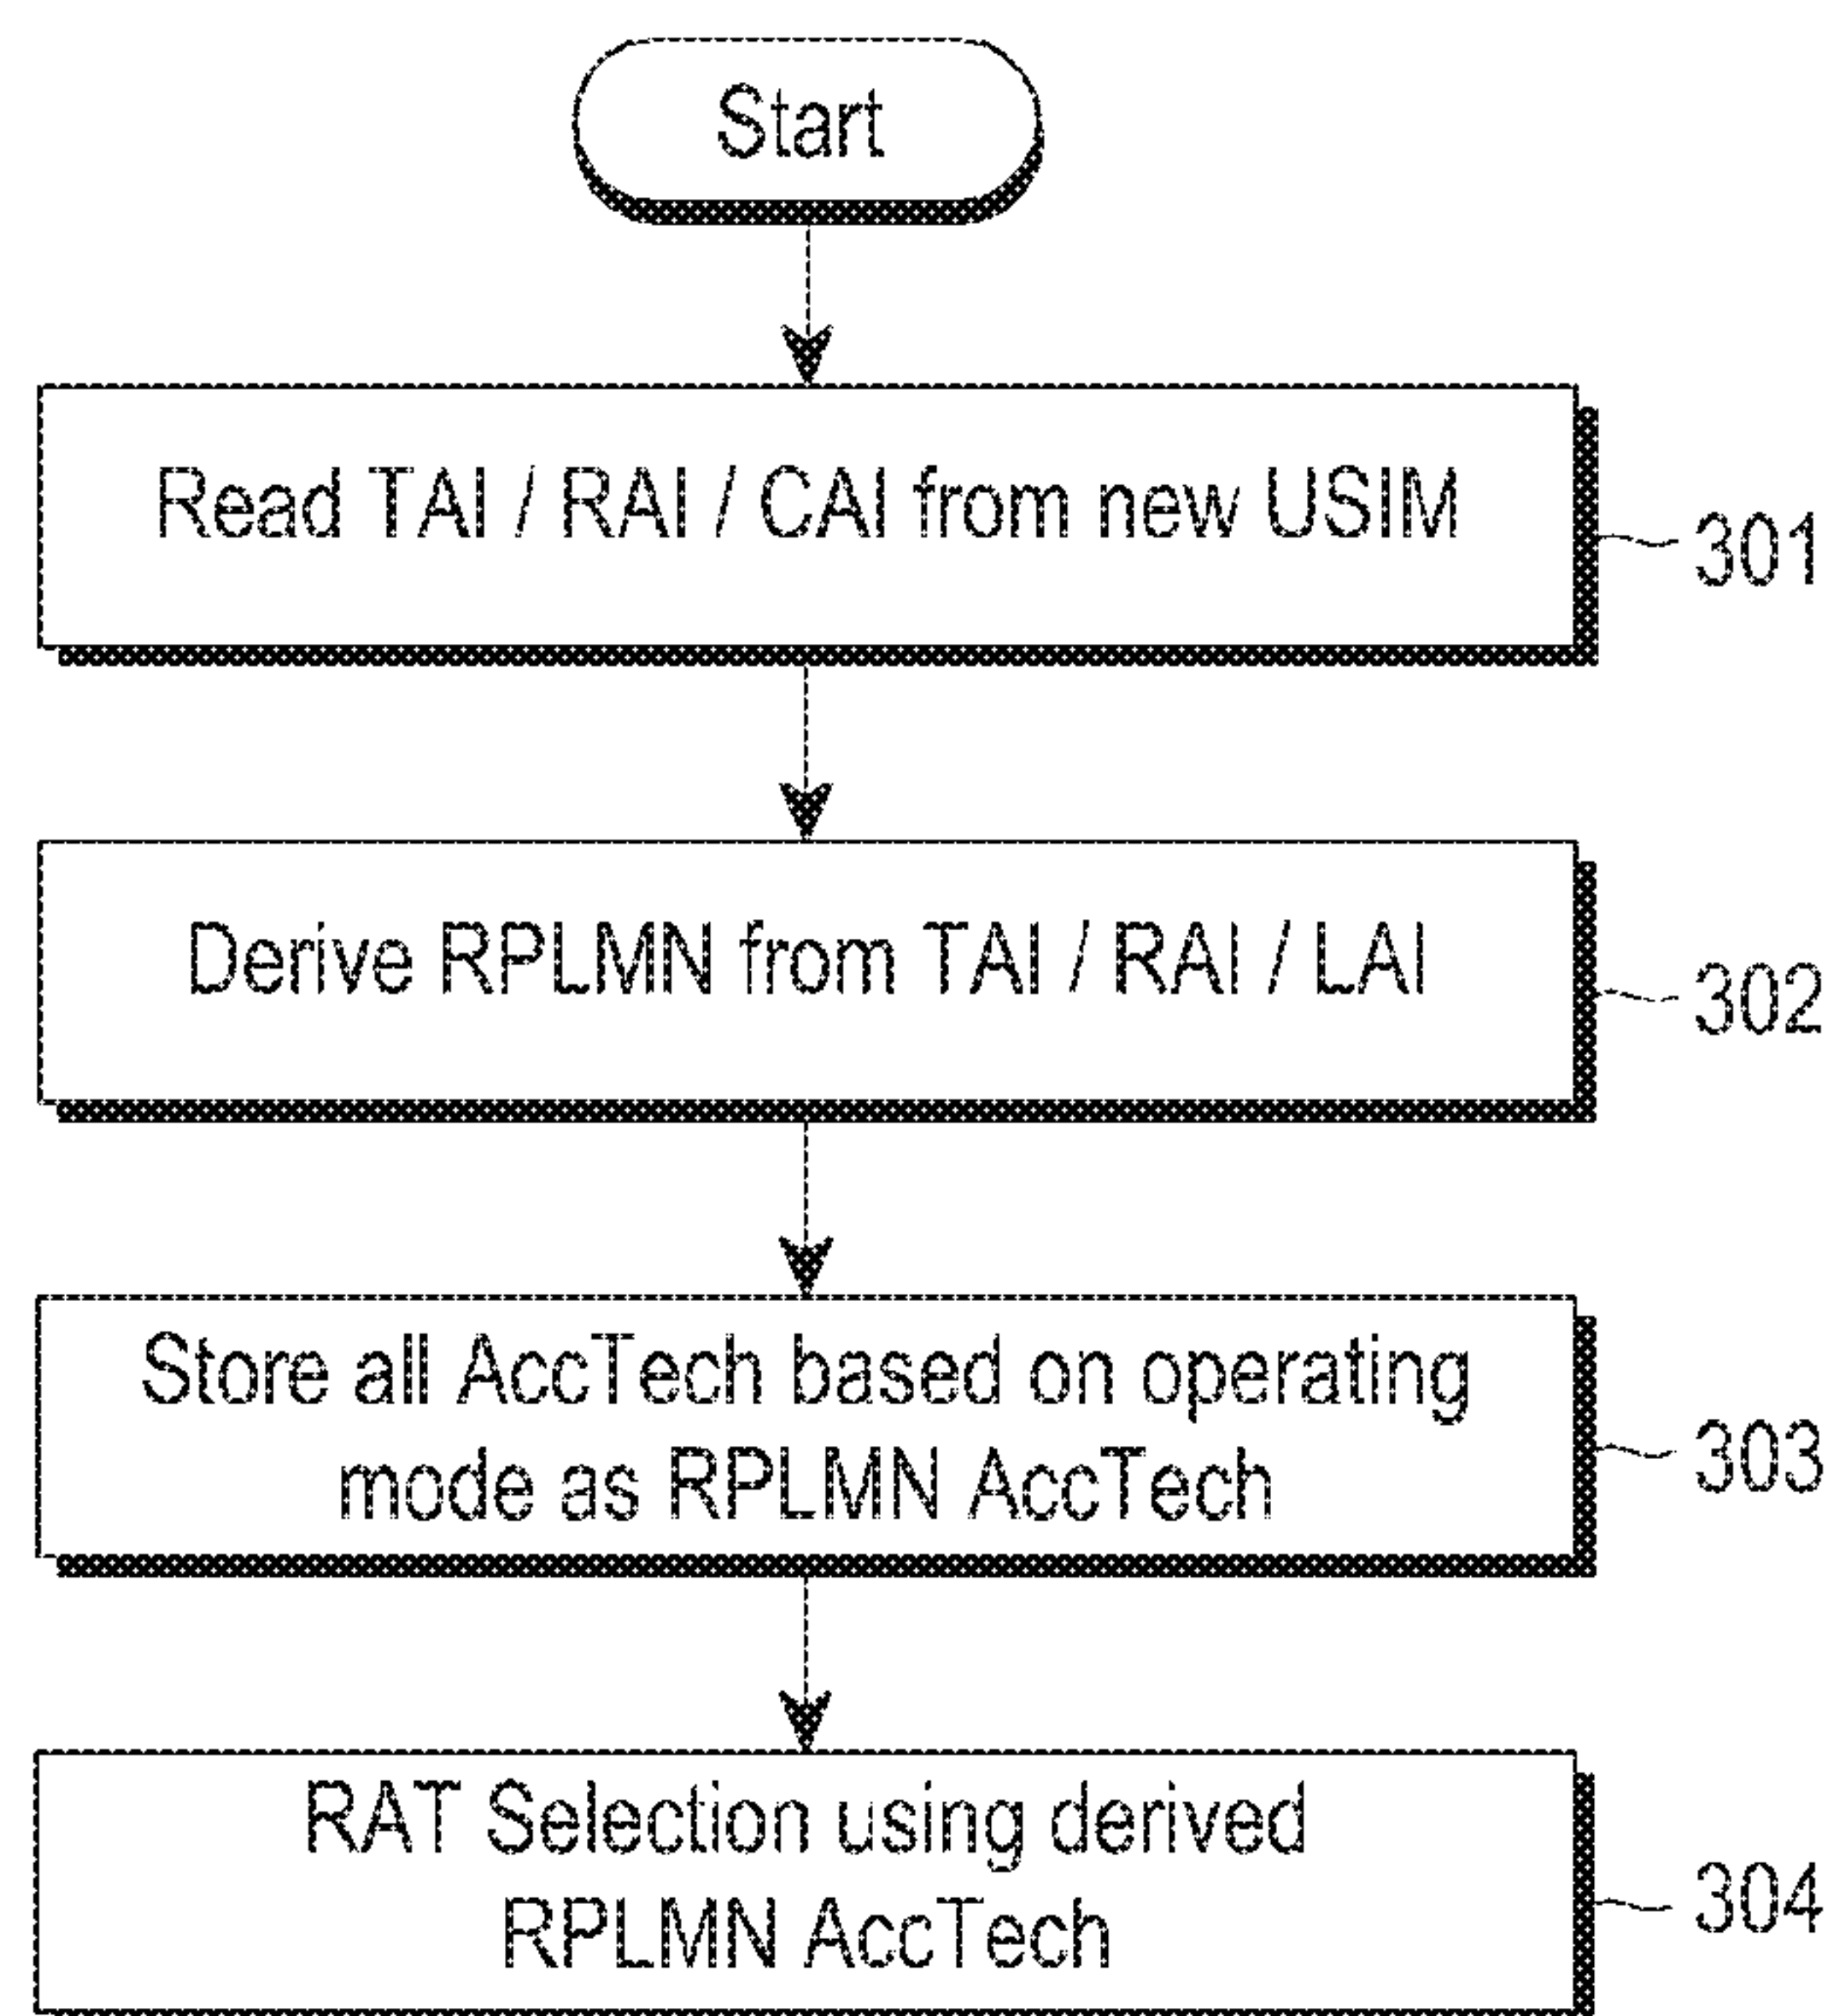 Start
Read TAI / RAI / CAI from new USIM
301
Derive RPLMN from TAI / RAI / LAI
302
Store all AccTech based on operating
mode as RPLMN AccTech
303
RAT Selection using derived
RPLMN AccTech
304